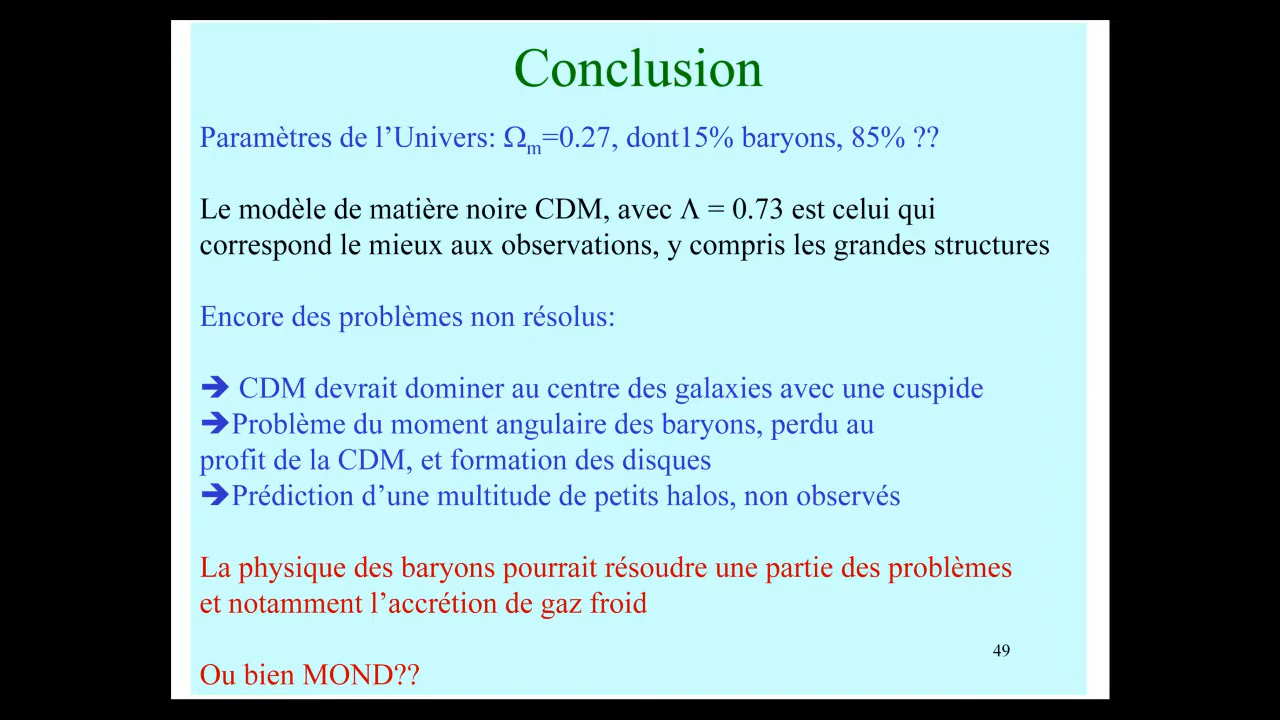 Conclusion
Paramètres de l’Univers: Ωm=0.27, dont15% baryons, 85% ??
Le modèle de matière noire CDM, avec Λ = 0.73 est celui qui
correspond le mieux aux observations, y compris les grandes structures
Encore des problèmes non résolus:
➔ CDM devrait dominer au centre des galaxies avec une cuspide
➔Problème du moment angulaire des baryons, perdu au
profit de la CDM, et formation des disques
➔Prédiction d’une multitude de petits halos, non observés
La physique des baryons pourrait résoudre une partie des problèmes
et notamment l’accrétion de gaz froid
49
Ou bien MOND??